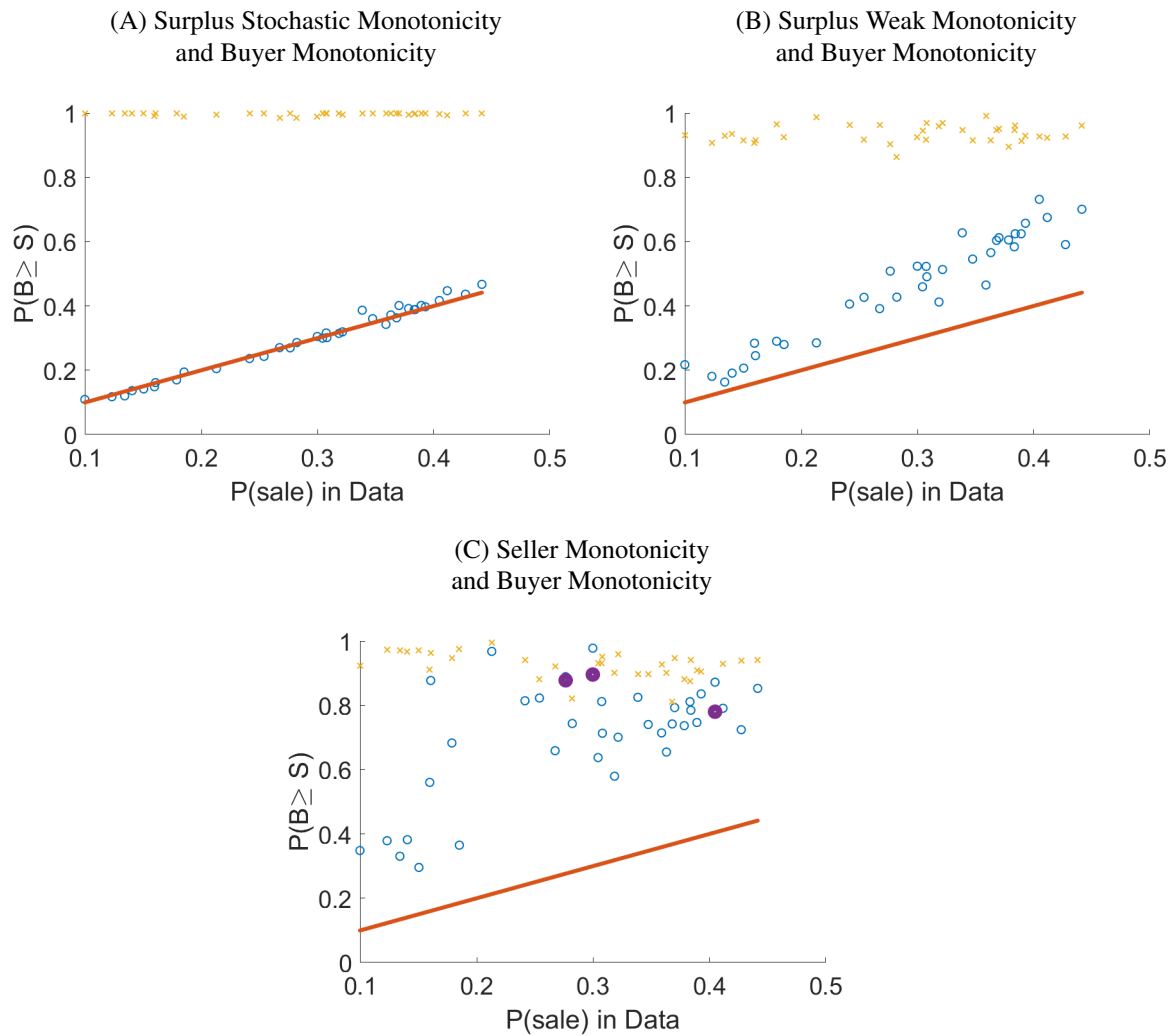 (A) Surplus Stochastic Monotonicity
and Buyer Monotonicity
1
0.8
0.6
0.4
0.2
0
P(B≥ S)
0.1 0.2 0.3 0.4 0.5
P(sale) in Data
(B) Surplus Weak Monotonicity
and Buyer Monotonicity
1
0.8
0.6
0.4
0.2
0
P(B≥ S)
0.1 0.2 0.3 0.4 0.5
P(sale) in Data
(C) Seller Monotonicity
and Buyer Monotonicity
1
0.8
0.6
0.4
0.2
0
P(B≥ S)
0.1 0.2 0.3 0.4 0.5
P(sale) in Data